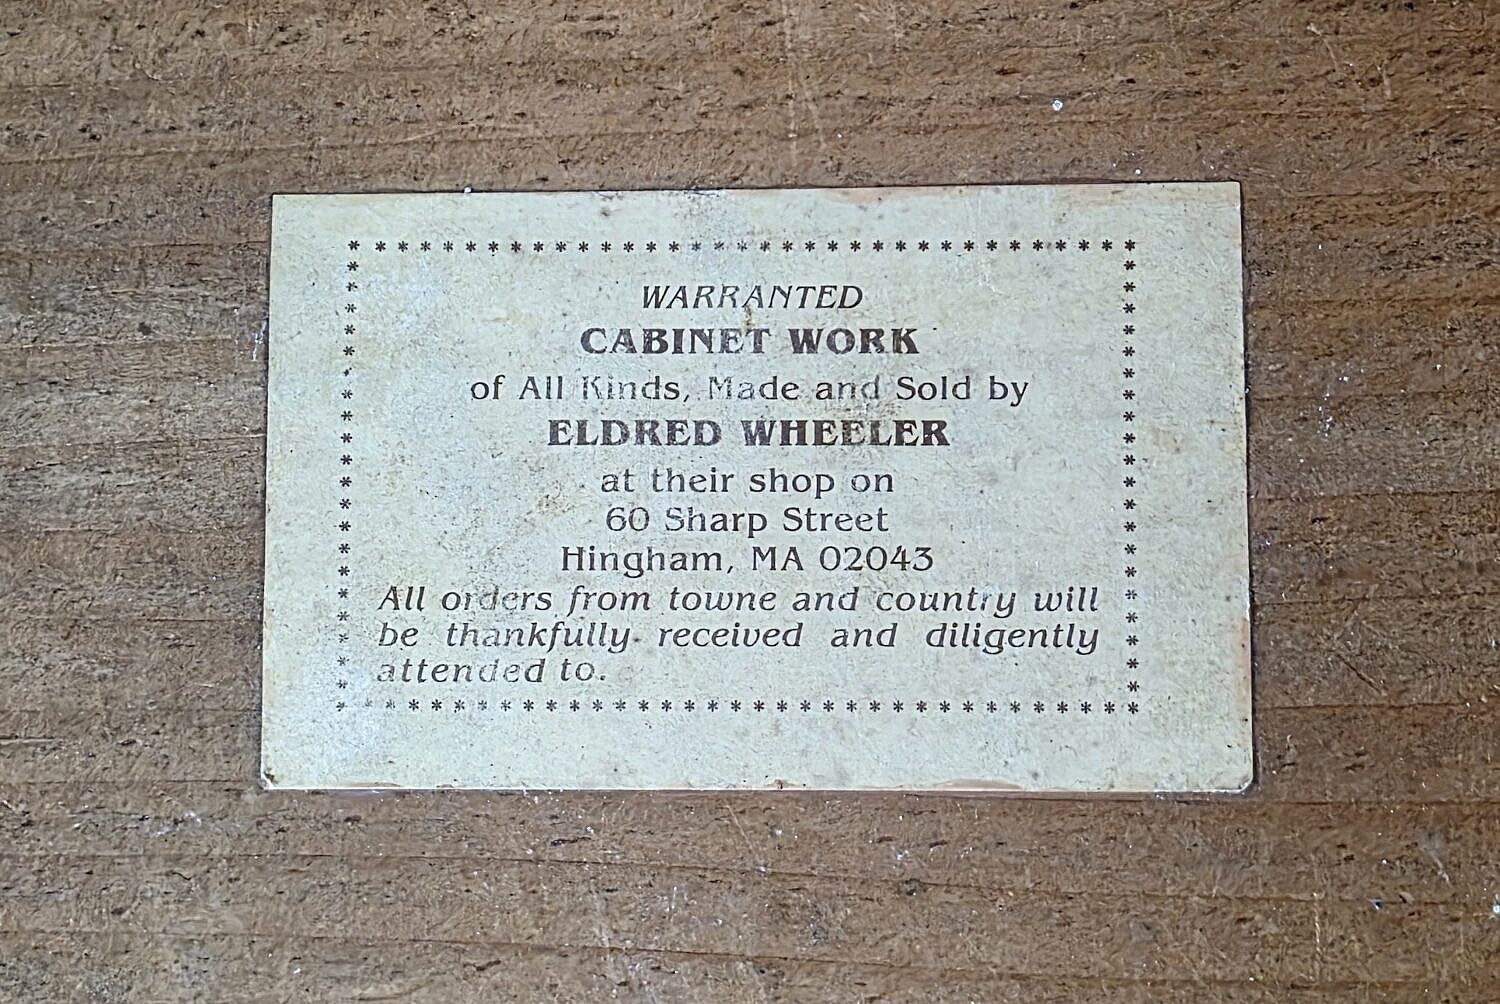 WARRANTED
CABINET WORK
of All Kinds, Made and Sold by
ELDRED WHEELER
at their shop on
60 Sharp Street
Hingham, MA 02043
All orders from towne and country will
be thankfully received and diligently
attended to.